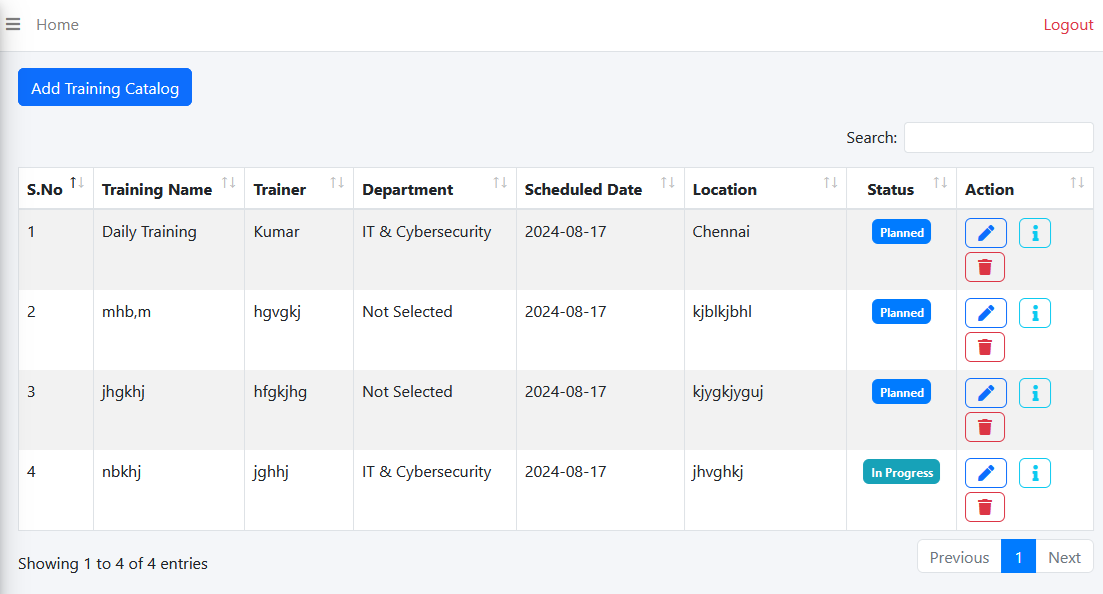 Home Logout
Add Training Catalog
Search:
S.No Training Name Trainer Department Scheduled Date Location Status Action
1 Daily Training Kumar IT & Cybersecurity 2024-08-17 Chennai Planned
2 mhb,m hgvgkj Not Selected 2024-08-17 kjblkjbhl Planned
3 jhgkhj hfgkjhg Not Selected 2024-08-17 kjygkjyguj Planned
4 nbkhj jghhj IT & Cybersecurity 2024-08-17 jhvghkj In Progress
Showing 1 to 4 of 4 entries Previous 1 Next